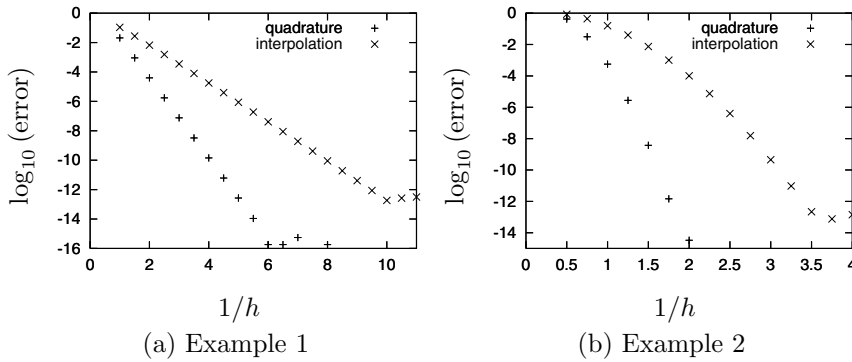 0
-2
-4
-6
-8
-10
-12
-14
-16
log10 (error)
quadrature +
interpolation ×
0 2 4 6 8 10
1/h
(a) Example 1
0
-2
-4
-6
-8
-10
-12
-14
log10 (error)
quadrature +
interpolation ×
0 0.5 1 1.5 2 2.5 3 3.5 4
1/h
(b) Example 2